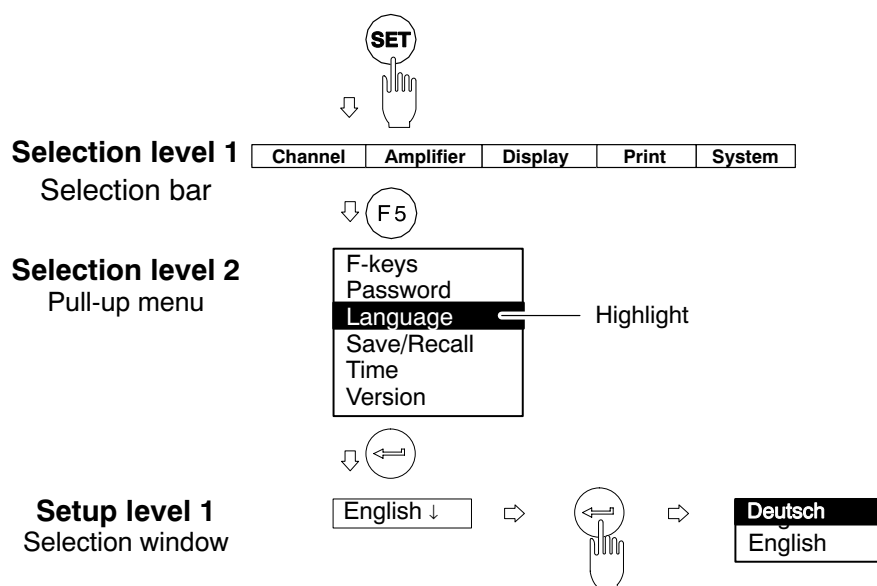 SET
Selection level 1
Selection bar
Channel Amplifier Display Print System
F5
Selection level 2
Pull-up menu
F-keys
Password
Language
Save/Recall
Time
Version
Highlight
Setup level 1
Selection window
English ↓
Deutsch
English